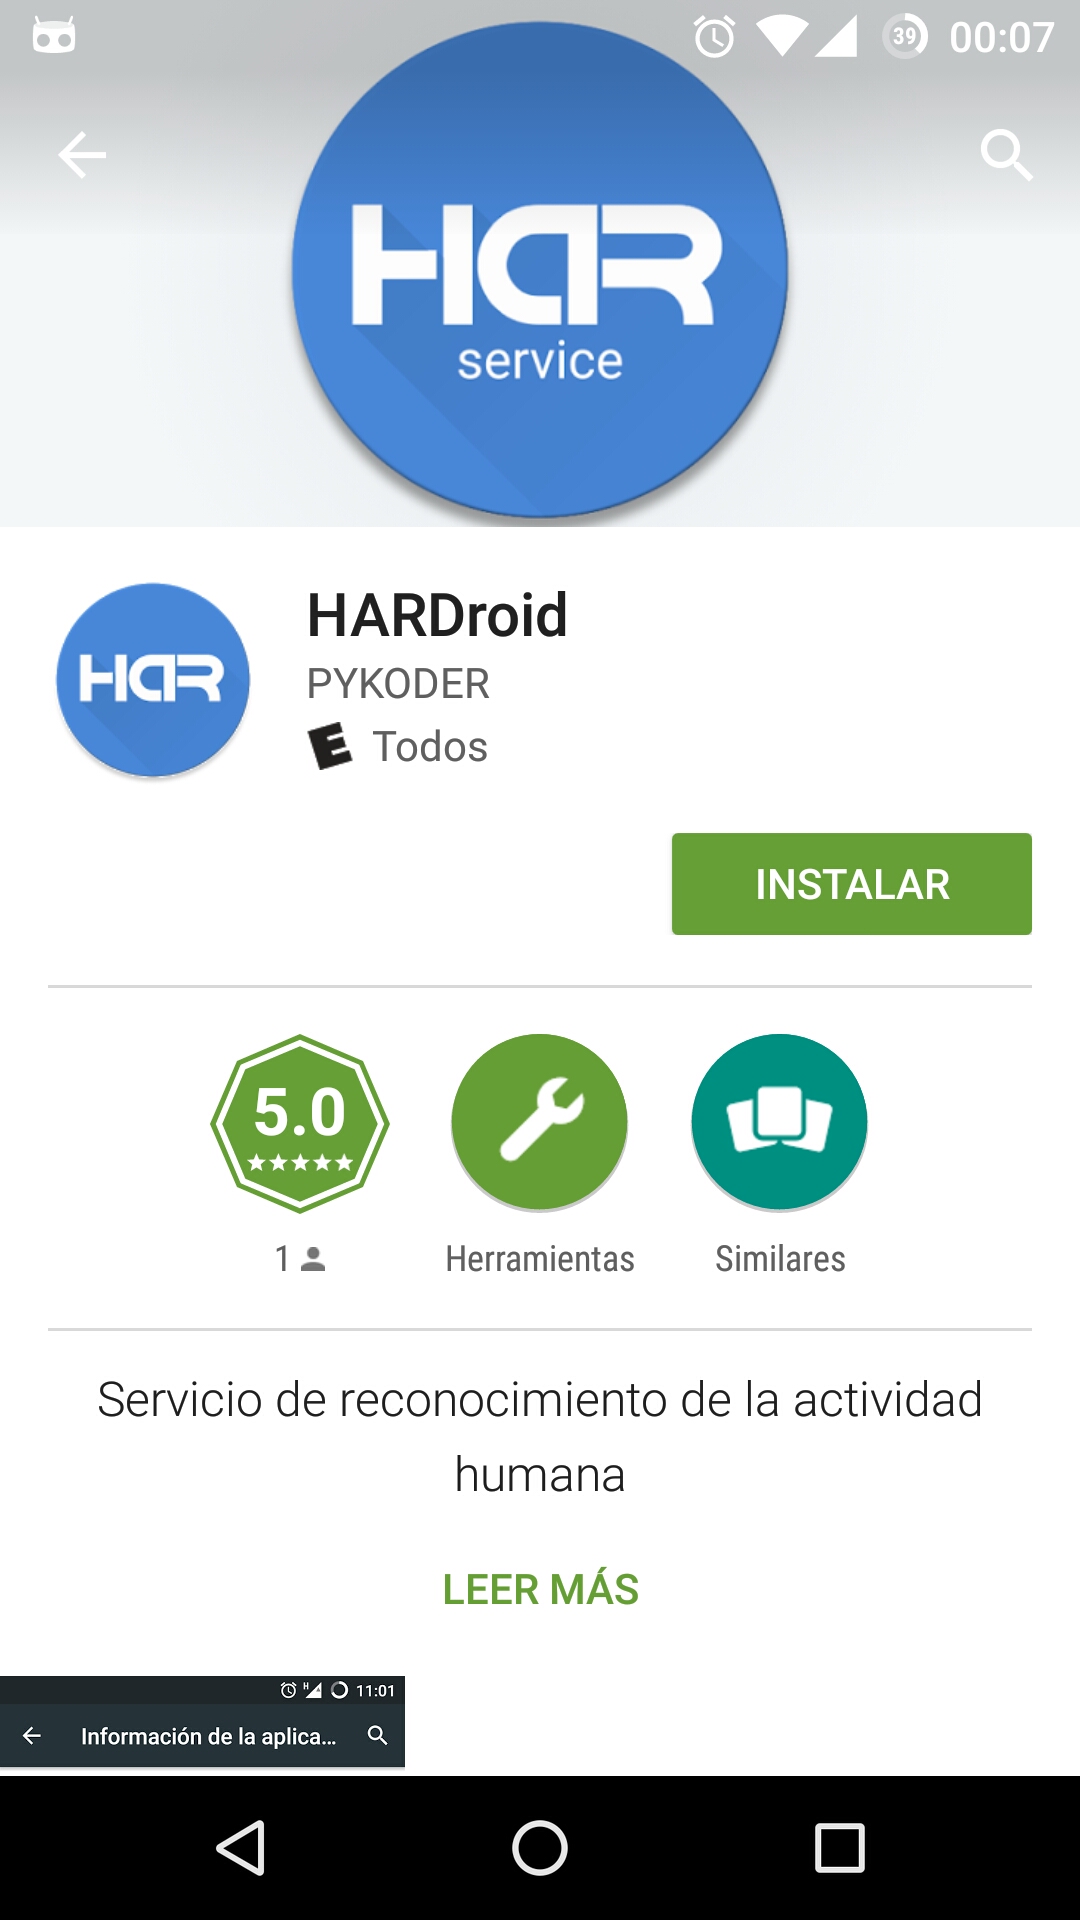 39 00:07
HAR
service
HARDroid
PYKODER
E Todos
HAR
INSTALAR
5.0
1
Herramientas
Similares
Servicio de reconocimiento de la actividad
humana
LEER MÁS
H 11:01
Información de la aplica...